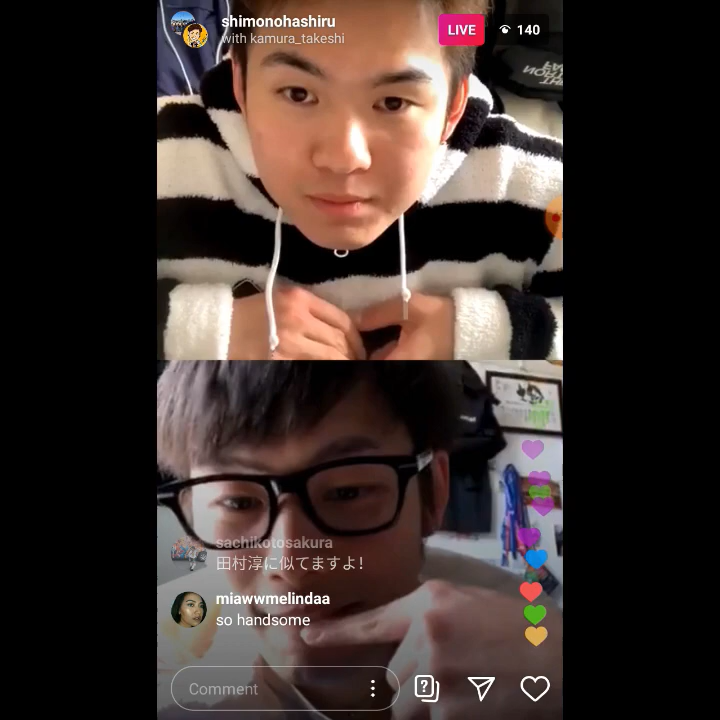 shimonohashiru
with kamura_takeshi
LIVE
140
sachikotosakura
田村淳に似てますよ！
miawwmelindaa
so handsome
Comment